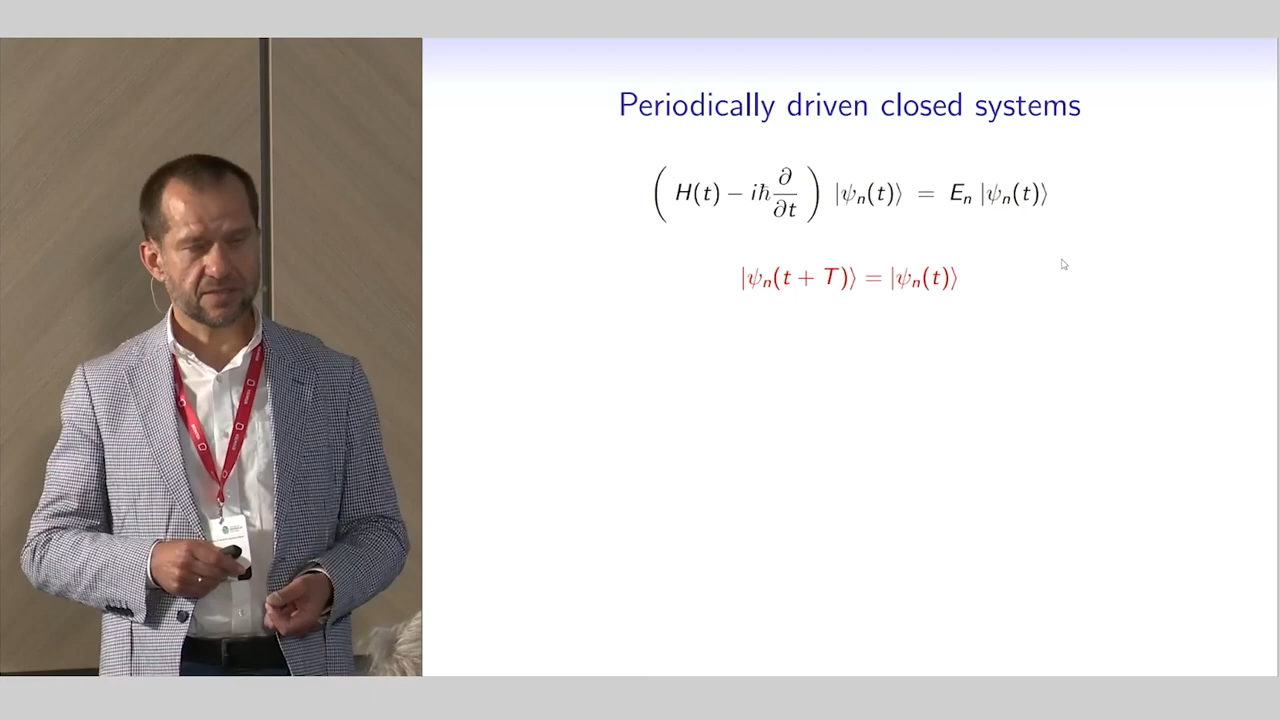 Periodically driven closed systems
( H(t) − iħ ∂/∂t ) |ψₙ(t)⟩ = Eₙ |ψₙ(t)⟩
|ψₙ(t + T)⟩ = |ψₙ(t)⟩